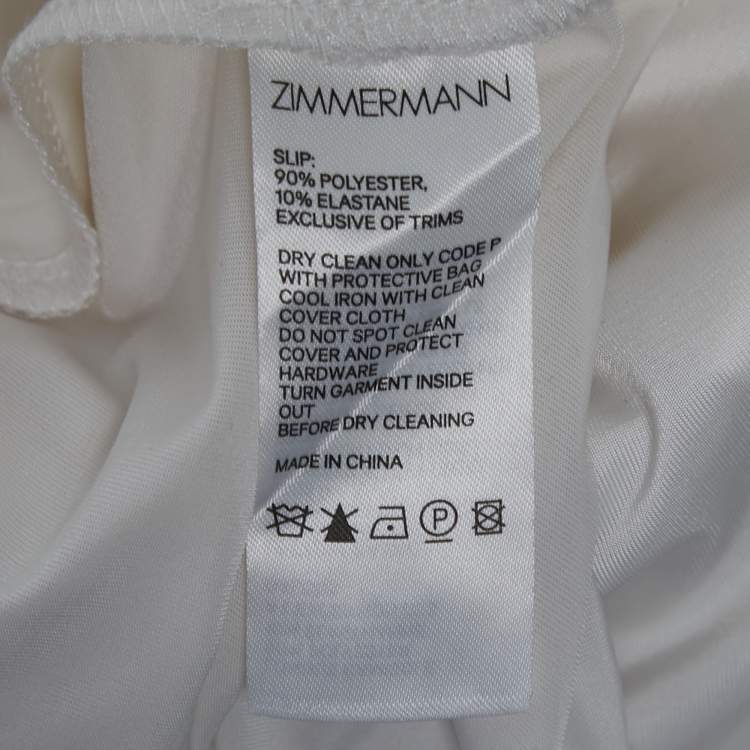 ZIMMERMANN
SLIP:
90% POLYESTER,
10% ELASTANE
EXCLUSIVE OF TRIMS
DRY CLEAN ONLY CODE P
WITH PROTECTIVE BAG
COOL IRON WITH CLEAN
COVER CLOTH
DO NOT SPOT CLEAN
COVER AND PROTECT
HARDWARE
TURN GARMENT INSIDE
OUT
BEFORE DRY CLEANING
MADE IN CHINA
P